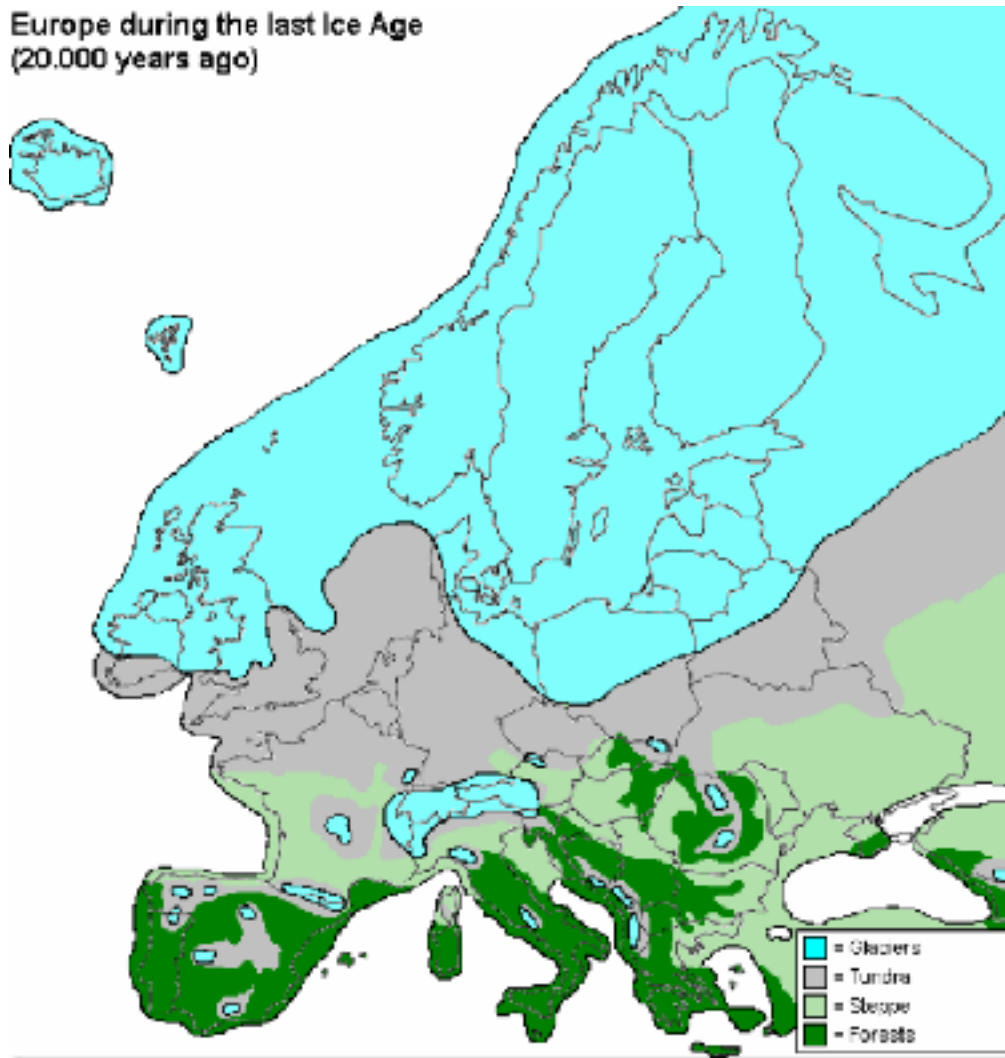 Europe during the last Ice Age
(20.000 years ago)
= Glaciers
= Tundra
= Steppe
= Forests